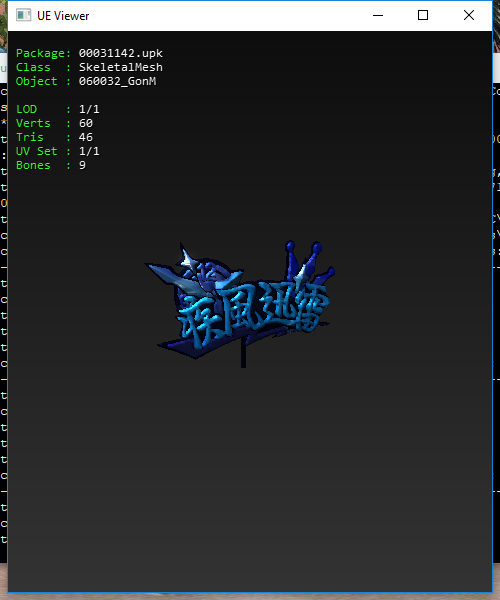 UE Viewer
Package: 00031142.upk
Class : SkeletalMesh
Object : 060032_GonM
LOD : 1/1
Verts : 60
Tris : 46
UV Set : 1/1
Bones : 9
疾風迅雷